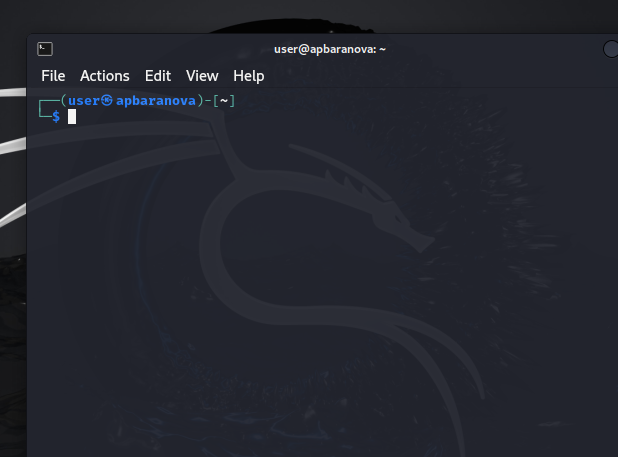 user@apbaranova: ~
File Actions Edit View Help
┌──(user㉿apbaranova)-[~]
└─$